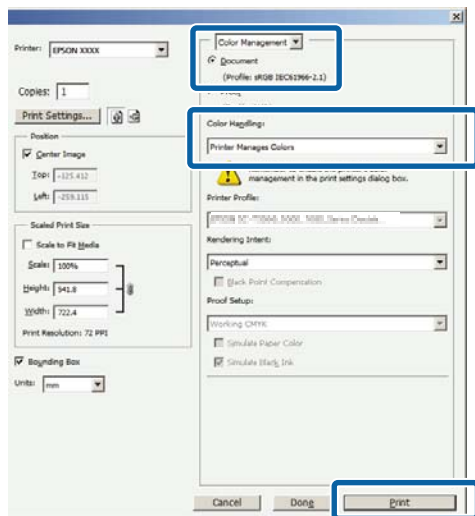 Printer: EPSON XXXX
Copies: 1
Print Settings...
Position
Center Image
Top: -125.412
Left: -259.115
Scaled Print Size
Scale to Fit Media
Scale: 100%
Height: 541.8
Width: 722.4
Print Resolution: 72 PPI
Bounding Box
Units: mm
Color Management
Document
(Profile: sRGB IEC61966-2.1)
Color Handling:
Printer Manages Colors
management in the print settings dialog box.
Printer Profile:
Rendering Intent:
Perceptual
Black Point Compensation
Proof Setup:
Working CMYK
Simulate Paper Color
Simulate Black Ink
Cancel
Done
Print